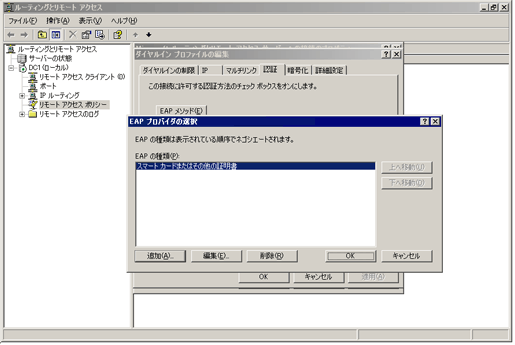 ルーティングとリモート アクセス
ファイル(F) 操作(A) 表示(V) ヘルプ(H)
ルーティングとリモート アクセス
サーバーの状態
DC1 (ローカル)
リモート アクセス クライアント (0)
ポート
IP ルーティング
リモート アクセス ポリシー
リモート アクセスのログ
ダイヤルイン プロファイルの編集
ダイヤルインの制限 IP マルチリンク 認証 暗号化 詳細設定
この接続に許可する認証方法のチェック ボックスをオンにします。
EAP メソッド(E)
EAP プロバイダの選択
EAP の種類は表示されている順序でネゴシエートされます。
EAP の種類(P):
スマート カードまたはその他の証明書
上へ移動(U)
下へ移動(D)
追加(A)... 編集(E)... 削除(R) OK キャンセル
OK キャンセル 適用(A)